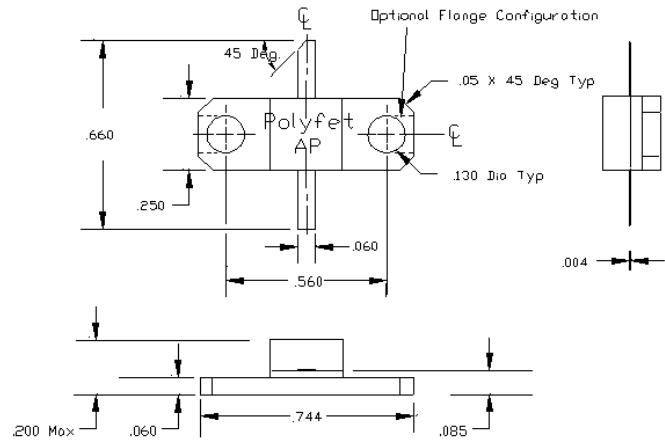 Optional Flange Configuration
45 Deg.
.05 X 45 Deg Typ
Polyfet
AP
.660
.130 Dia Typ
.250
.060
.560
.004
.200 Max
.060
.744
.085